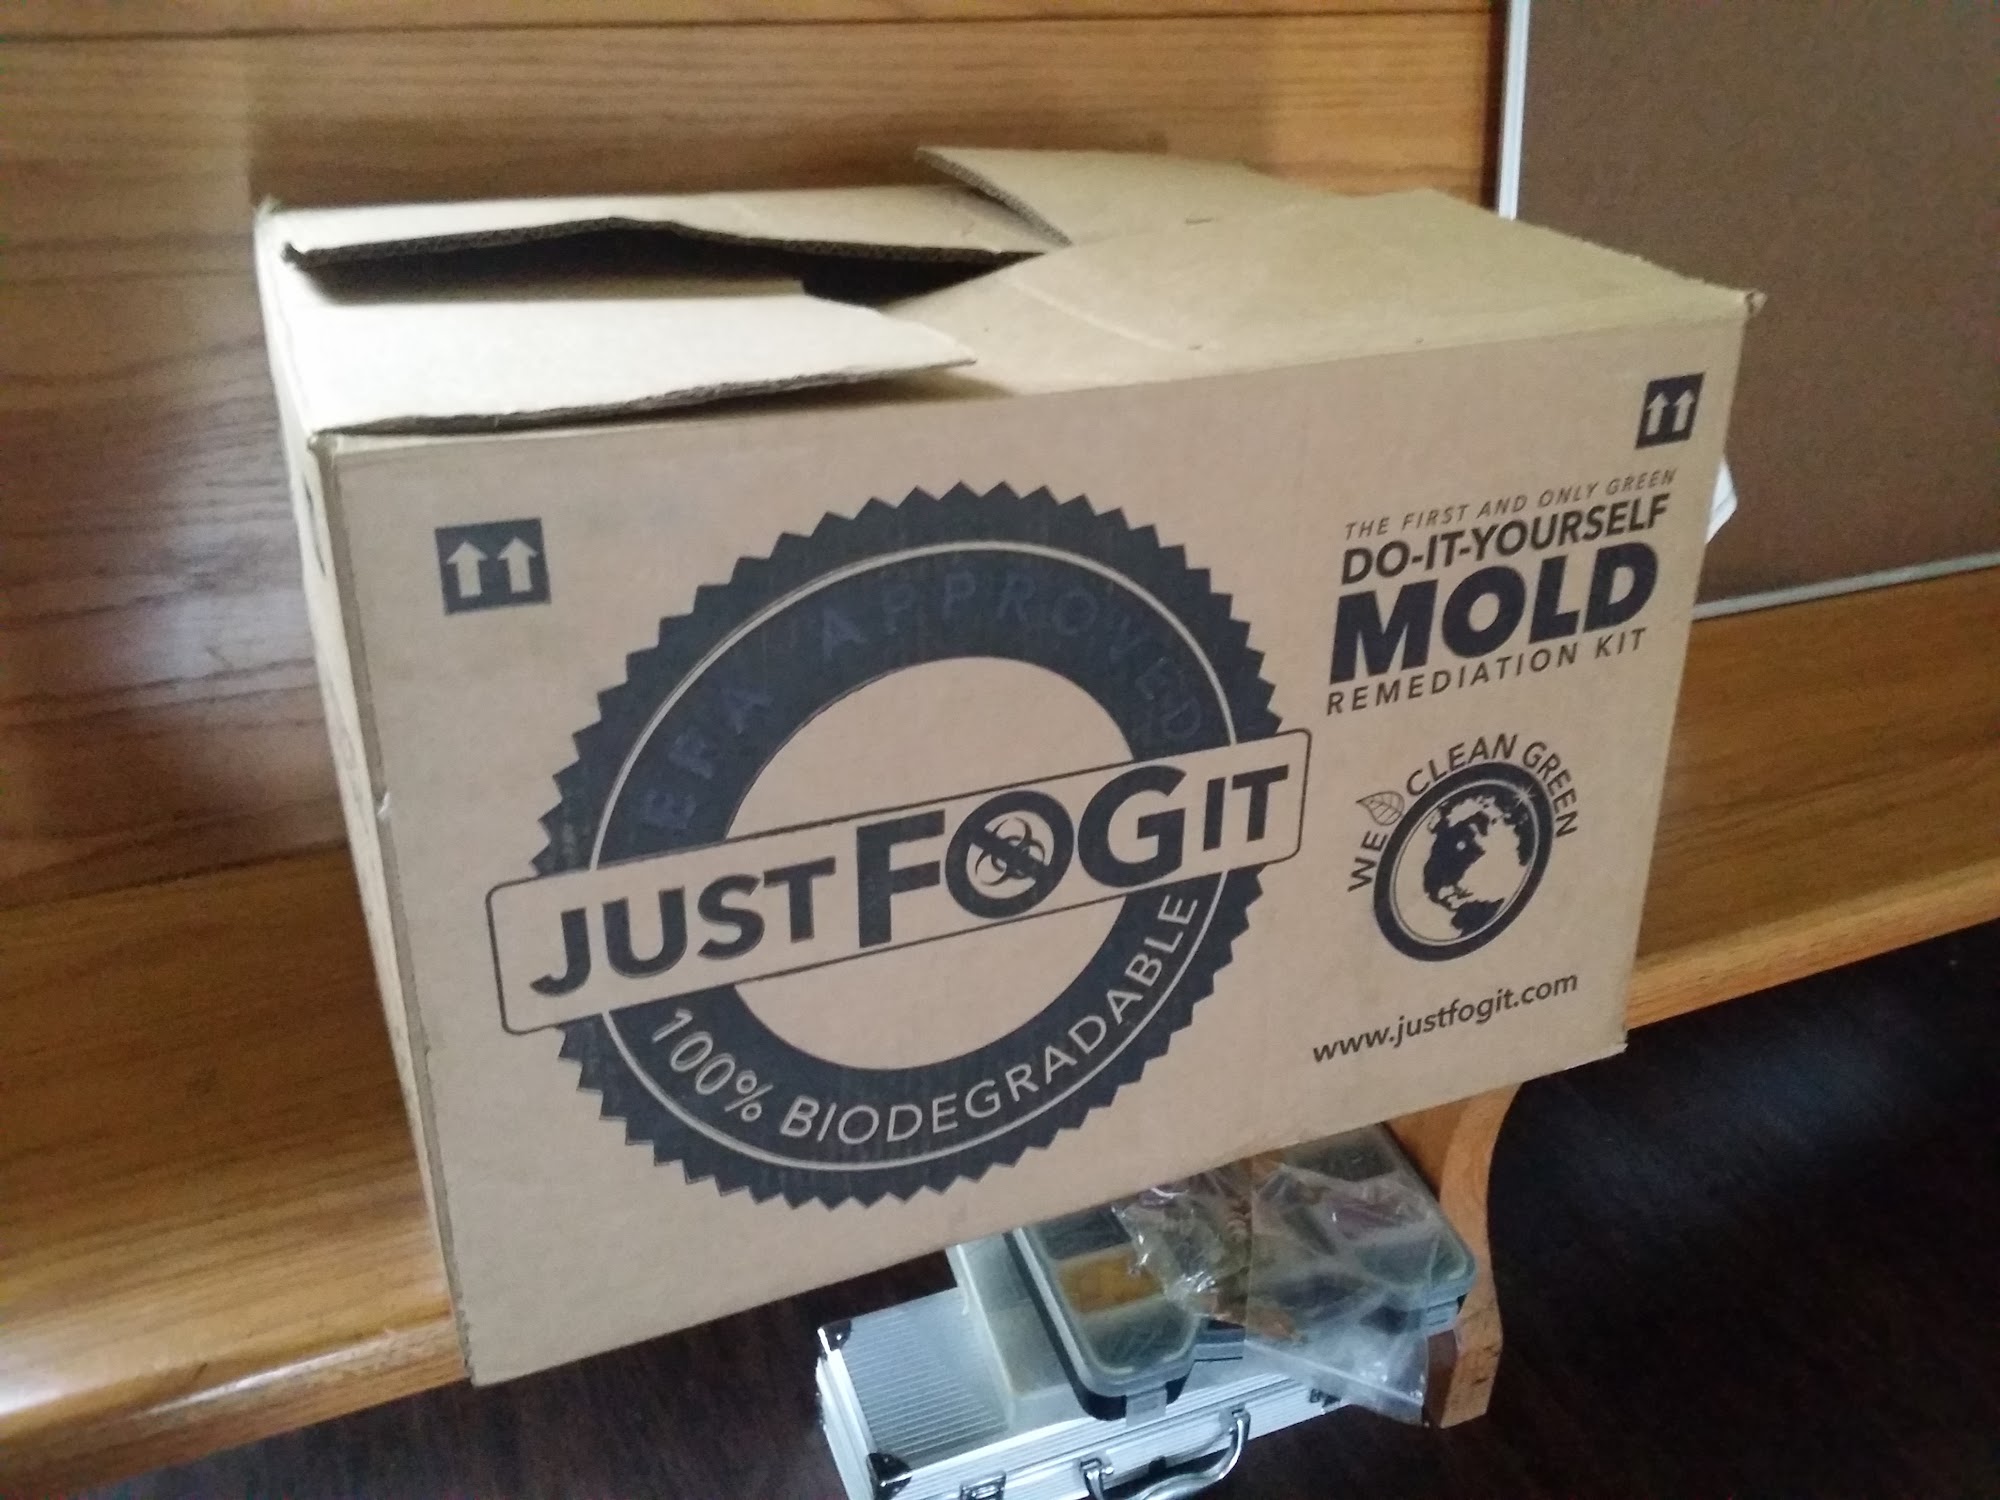 EPA APPROVED
JUST FOG IT
100% BIODEGRADABLE
THE FIRST AND ONLY GREEN
DO-IT-YOURSELF
MOLD
REMEDIATION KIT
WE CLEAN GREEN
www.justfogit.com